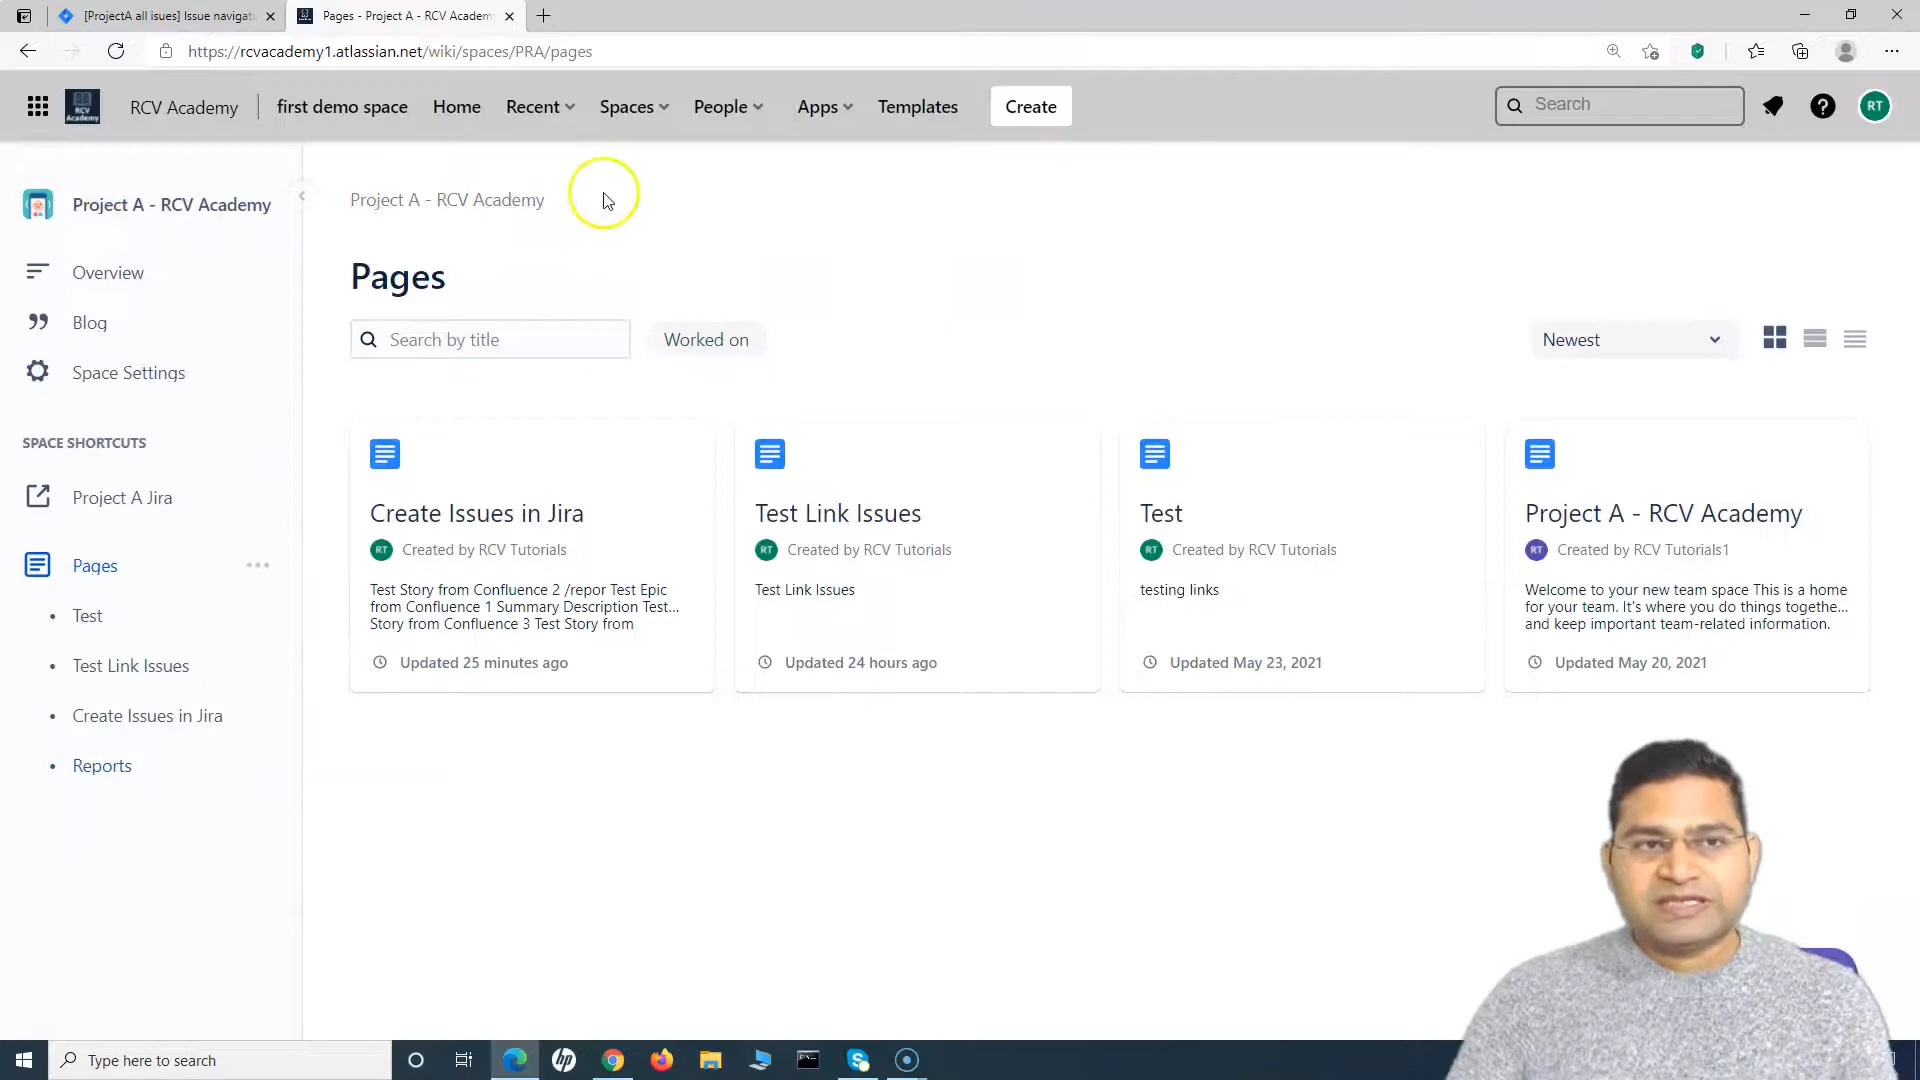 [ProjectA all isues] Issue navigat
Pages - Project A - RCV Academy
https://rcvacademy1.atlassian.net/wiki/spaces/PRA/pages
RCV Academy
RCV Academy
first demo space
Home
Recent
Spaces
People
Apps
Templates
Create
Search
RT
Project A - RCV Academy
Overview
Blog
Space Settings
SPACE SHORTCUTS
Project A Jira
Pages
Test
Test Link Issues
Create Issues in Jira
Reports
Project A - RCV Academy
Pages
Search by title
Worked on
Newest
Create Issues in Jira
RT Created by RCV Tutorials
Test Story from Confluence 2 /repor Test Epic
from Confluence 1 Summary Description Test...
Story from Confluence 3 Test Story from
Updated 25 minutes ago
Test Link Issues
RT Created by RCV Tutorials
Test Link Issues
Updated 24 hours ago
Test
RT Created by RCV Tutorials
testing links
Updated May 23, 2021
Project A - RCV Academy
RT Created by RCV Tutorials1
Welcome to your new team space This is a home
for your team. It's where you do things togethe...
and keep important team-related information.
Updated May 20, 2021
Type here to search